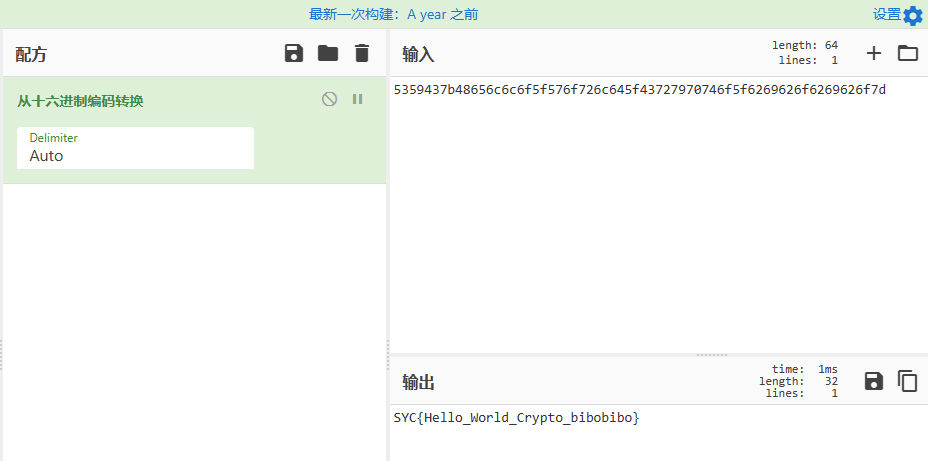 最新一次构建：A year 之前
设置
配方
从十六进制编码转换
Delimiter
Auto
输入
length: 64
lines: 1
5359437b48656c6c6f5f576f726c645f43727970746f5f6269626f6269626f7d
输出
time: 1ms
length: 32
lines: 1
SYC{Hello_World_Crypto_bibobibo}